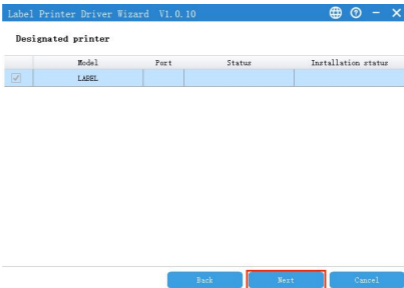 Label Printer Driver Wizard V1.0.10
Designated printer
Model Port Status Installation status
LABEL
Back Next Cancel